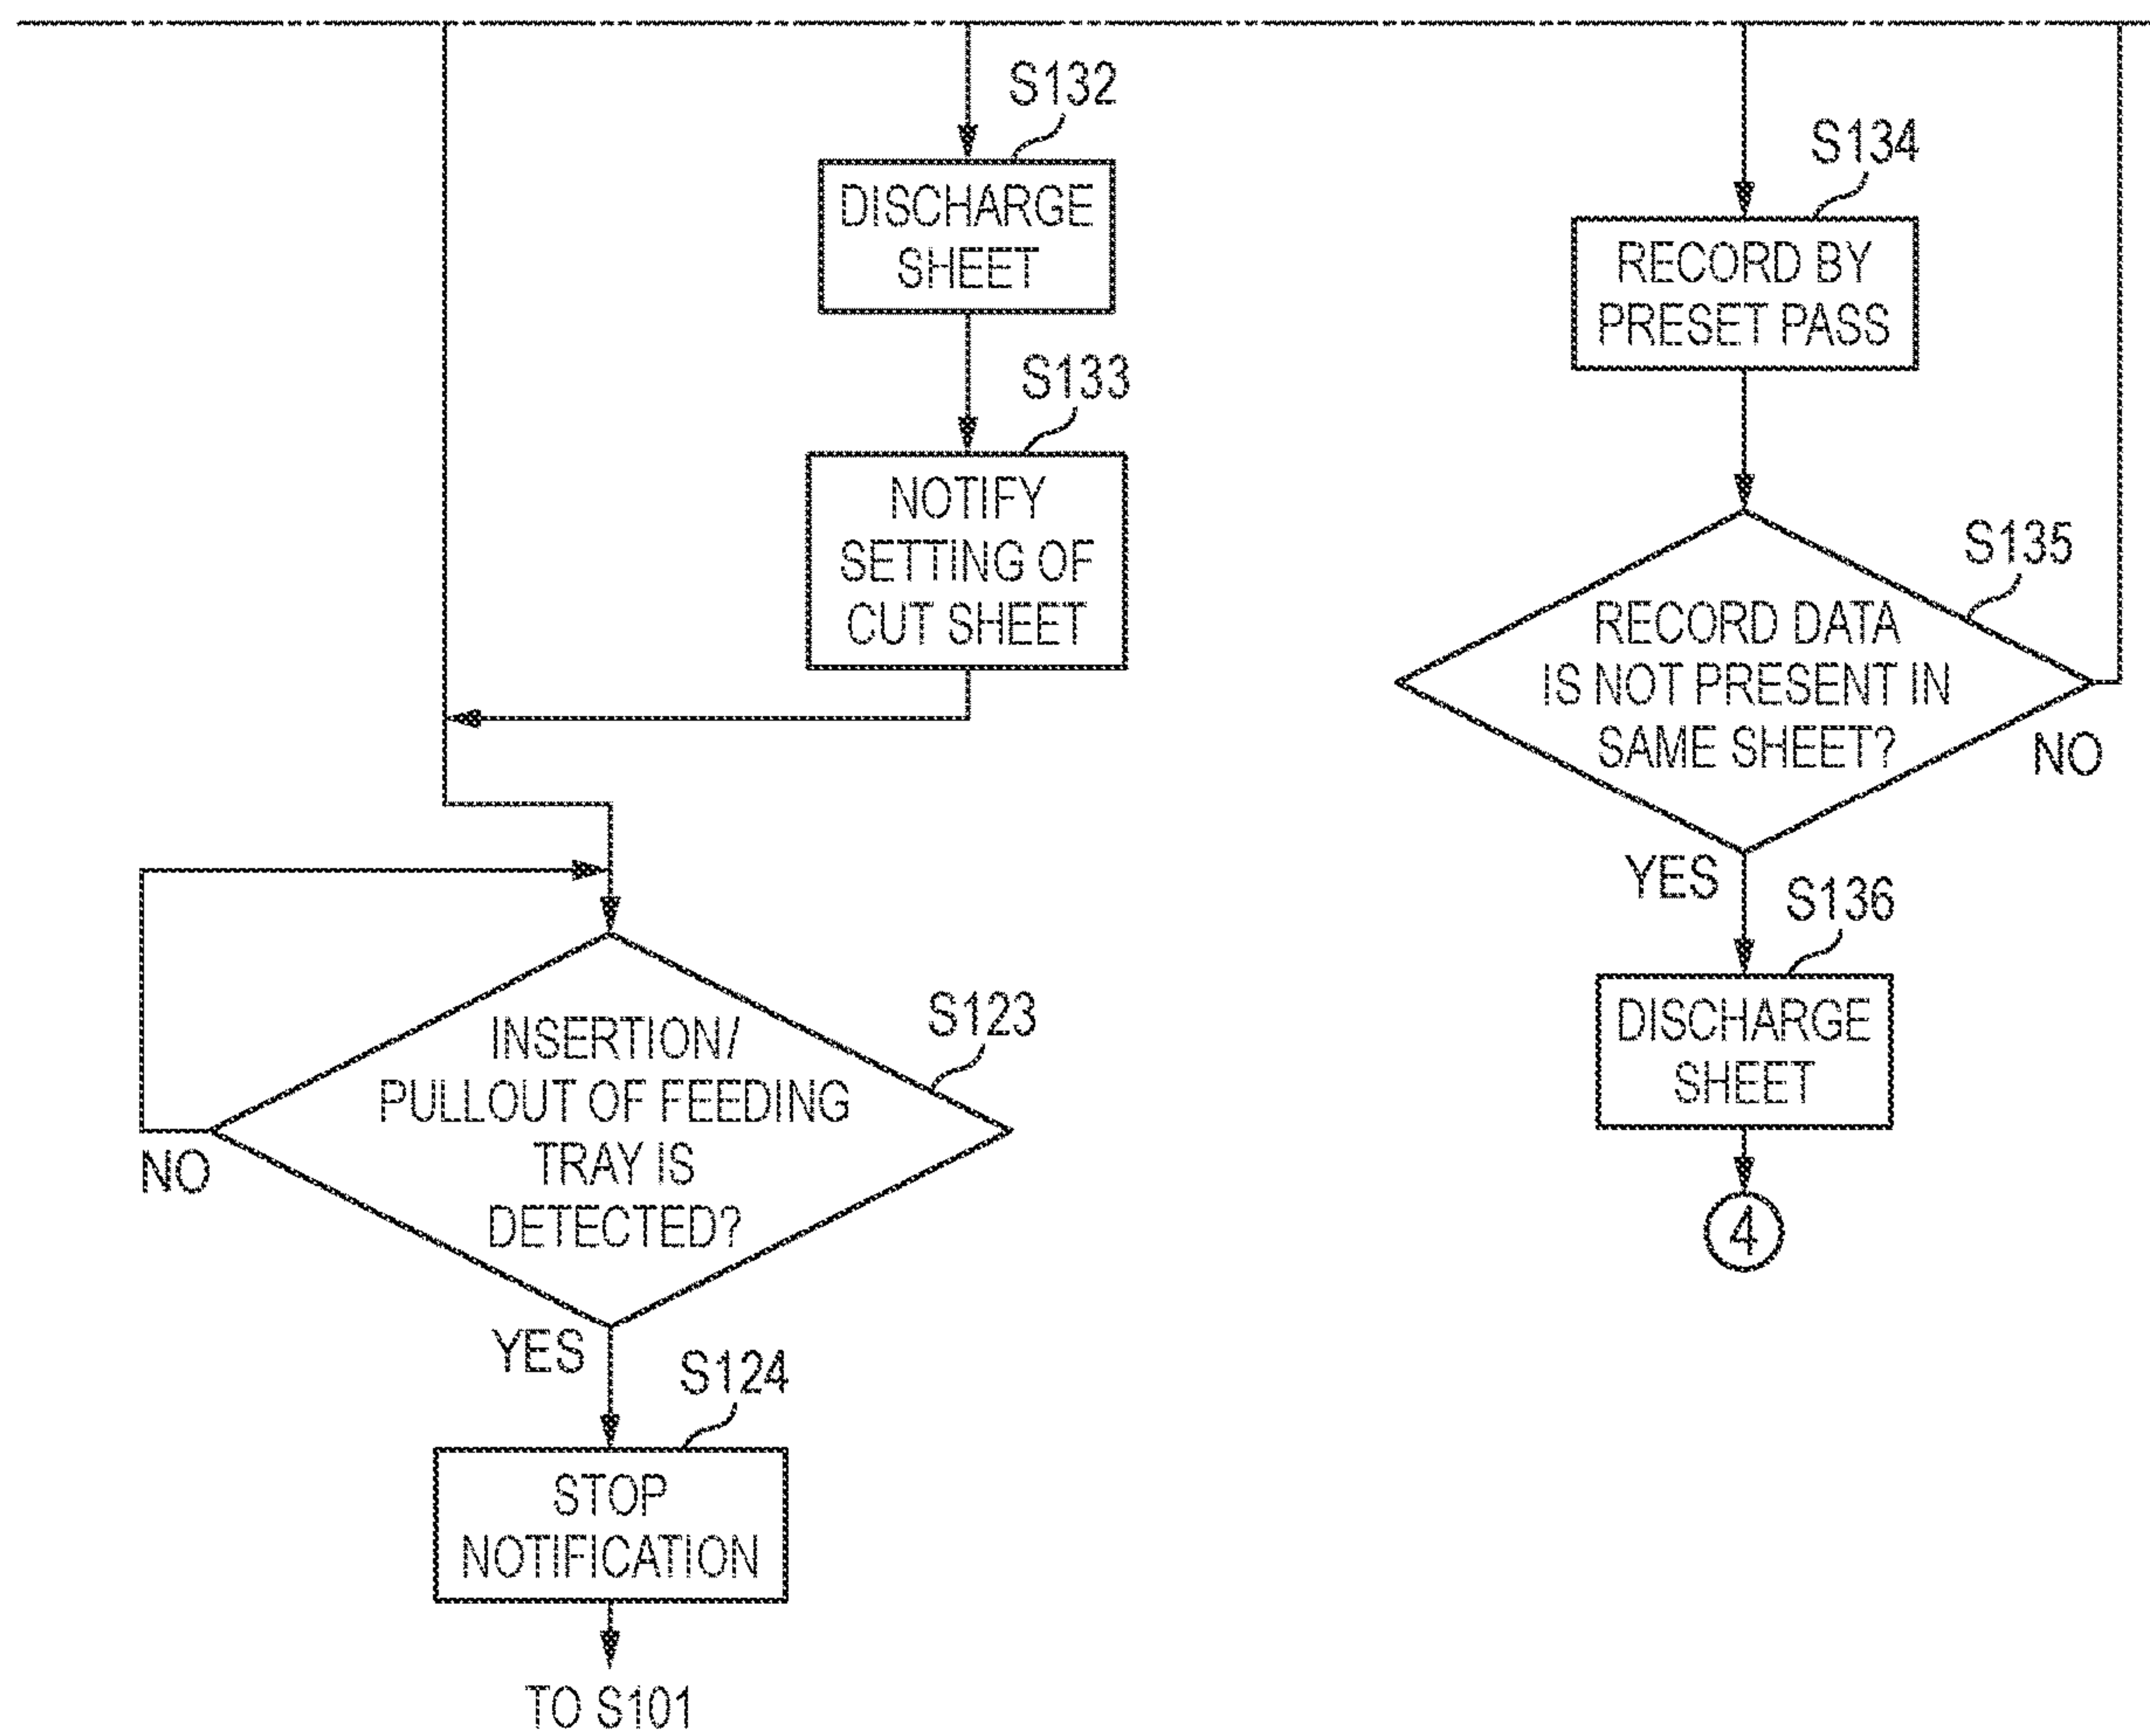 S132
DISCHARGE
SHEET
S133
NOTIFY
SETTING OF
CUT SHEET
S123
INSERTION/
PULLOUT OF FEEDING
TRAY IS
DETECTED?
NO
YES
S124
STOP
NOTIFICATION
TO S101
S134
RECORD BY
PRESET PASS
S135
RECORD DATA
IS NOT PRESENT IN
SAME SHEET?
NO
YES
S136
DISCHARGE
SHEET
4